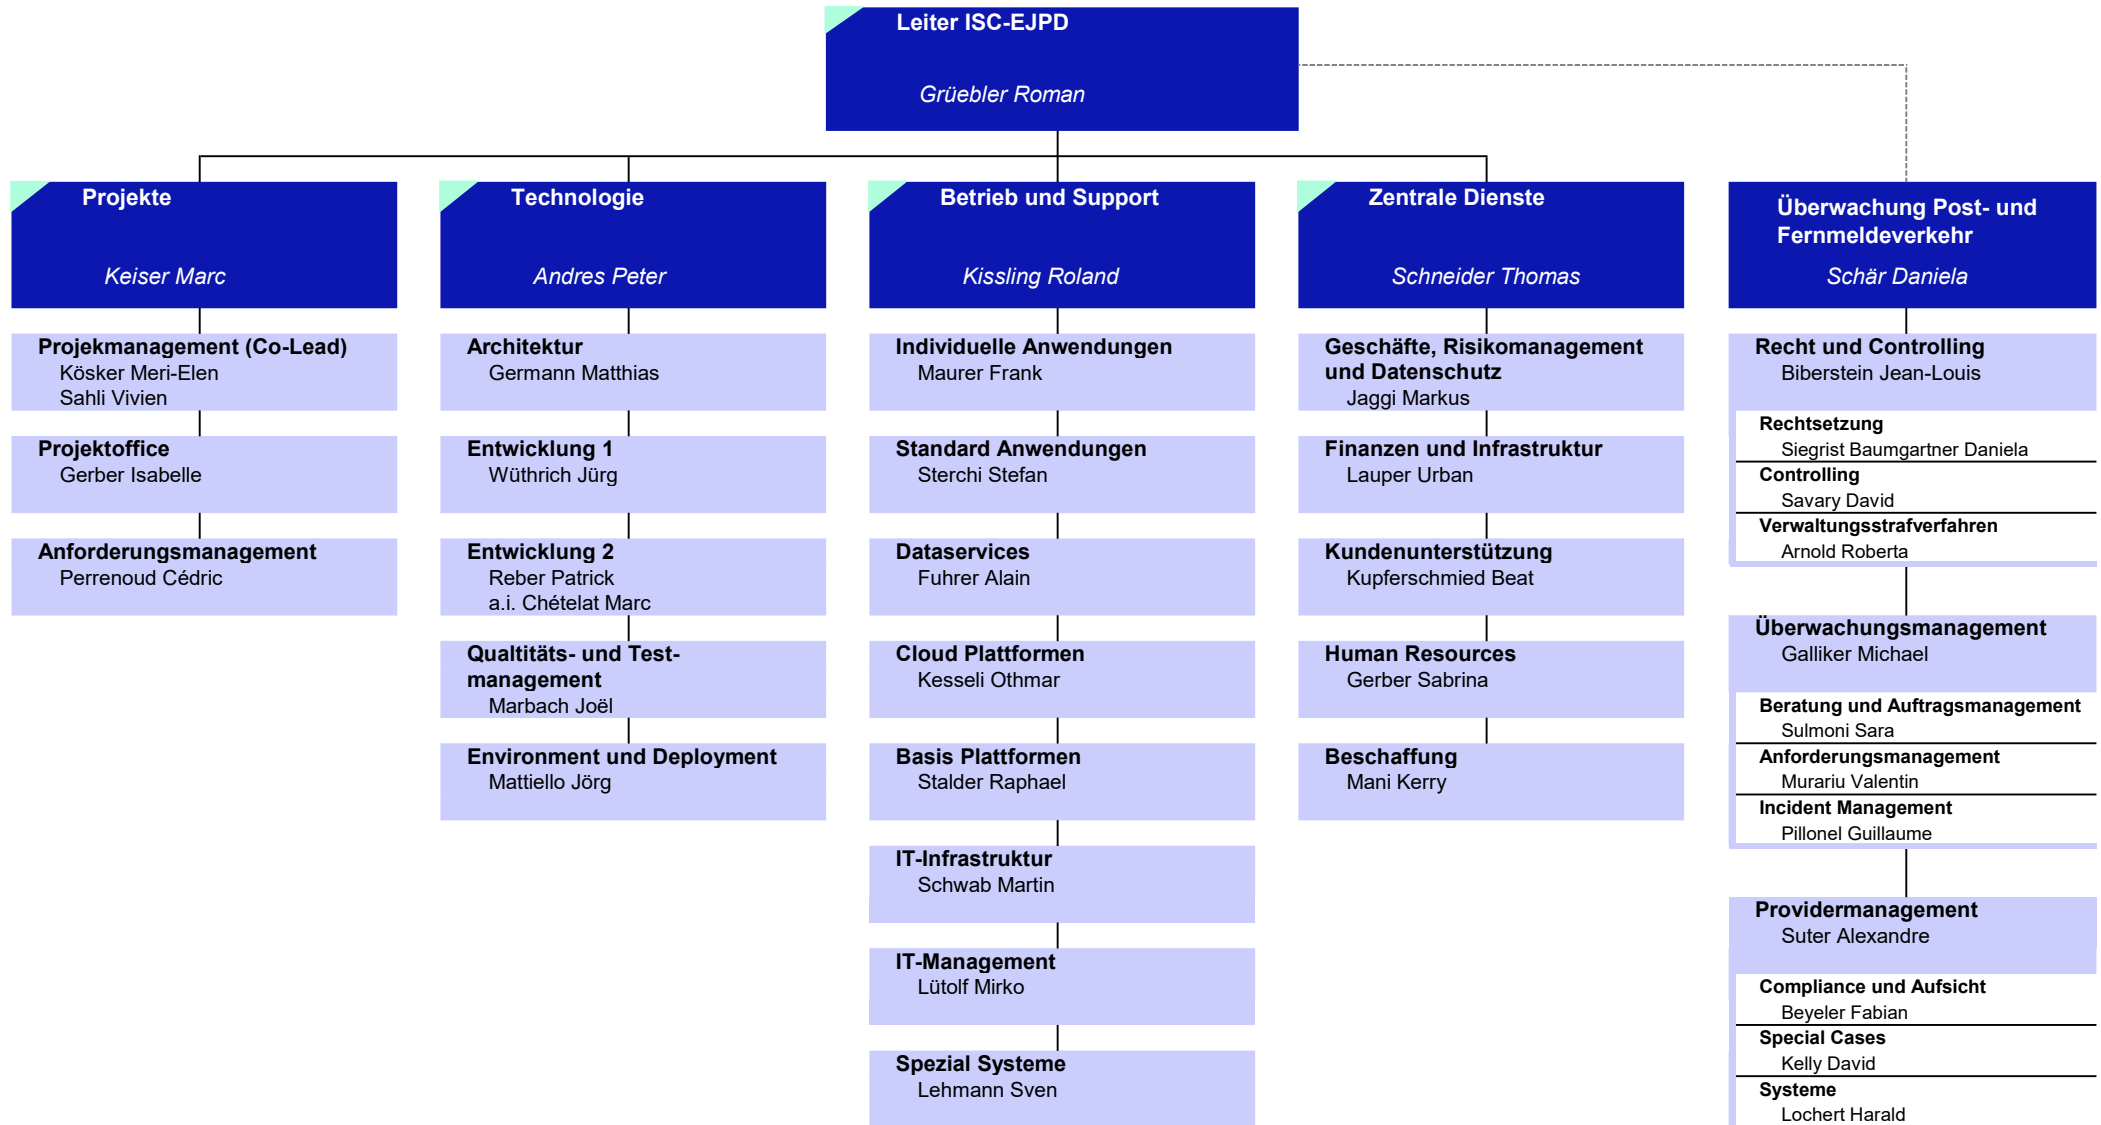 Leiter ISC-EJPD
Grüebler Roman
Projekte
Keiser Marc
Projekmanagement (Co-Lead)
Kösker Meri-Elen
Sahli Vivien
Projektoffice
Gerber Isabelle
Anforderungsmanagement
Perrenoud Cédric
Technologie
Andres Peter
Architektur
Germann Matthias
Entwicklung 1
Wüthrich Jürg
Entwicklung 2
Reber Patrick
a.i. Chételat Marc
Qualtitäts- und Test-
management
Marbach Joël
Environment und Deployment
Mattiello Jörg
Betrieb und Support
Kissling Roland
Individuelle Anwendungen
Maurer Frank
Standard Anwendungen
Sterchi Stefan
Dataservices
Fuhrer Alain
Cloud Plattformen
Kesseli Othmar
Basis Plattformen
Stalder Raphael
IT-Infrastruktur
Schwab Martin
IT-Management
Lütolf Mirko
Spezial Systeme
Lehmann Sven
Zentrale Dienste
Schneider Thomas
Geschäfte, Risikomanagement
und Datenschutz
Jaggi Markus
Finanzen und Infrastruktur
Lauper Urban
Kundenunterstützung
Kupferschmied Beat
Human Resources
Gerber Sabrina
Beschaffung
Mani Kerry
Überwachung Post- und
Fernmeldeverkehr
Schär Daniela
Recht und Controlling
Biberstein Jean-Louis
Rechtsetzung
Siegrist Baumgartner Daniela
Controlling
Savary David
Verwaltungsstrafverfahren
Arnold Roberta
Überwachungsmanagement
Galliker Michael
Beratung und Auftragsmanagement
Sulmoni Sara
Anforderungsmanagement
Murariu Valentin
Incident Management
Pillonel Guillaume
Providermanagement
Suter Alexandre
Compliance und Aufsicht
Beyeler Fabian
Special Cases
Kelly David
Systeme
Lochert Harald